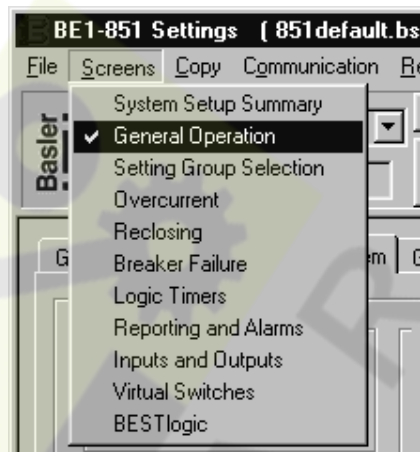 BE1-851 Settings ( 851default.bs
File Screens Copy Communication Re
Basler
System Setup Summary
✔ General Operation
Setting Group Selection
Overcurrent
Reclosing
Breaker Failure
Logic Timers
Reporting and Alarms
Inputs and Outputs
Virtual Switches
BESTlogic